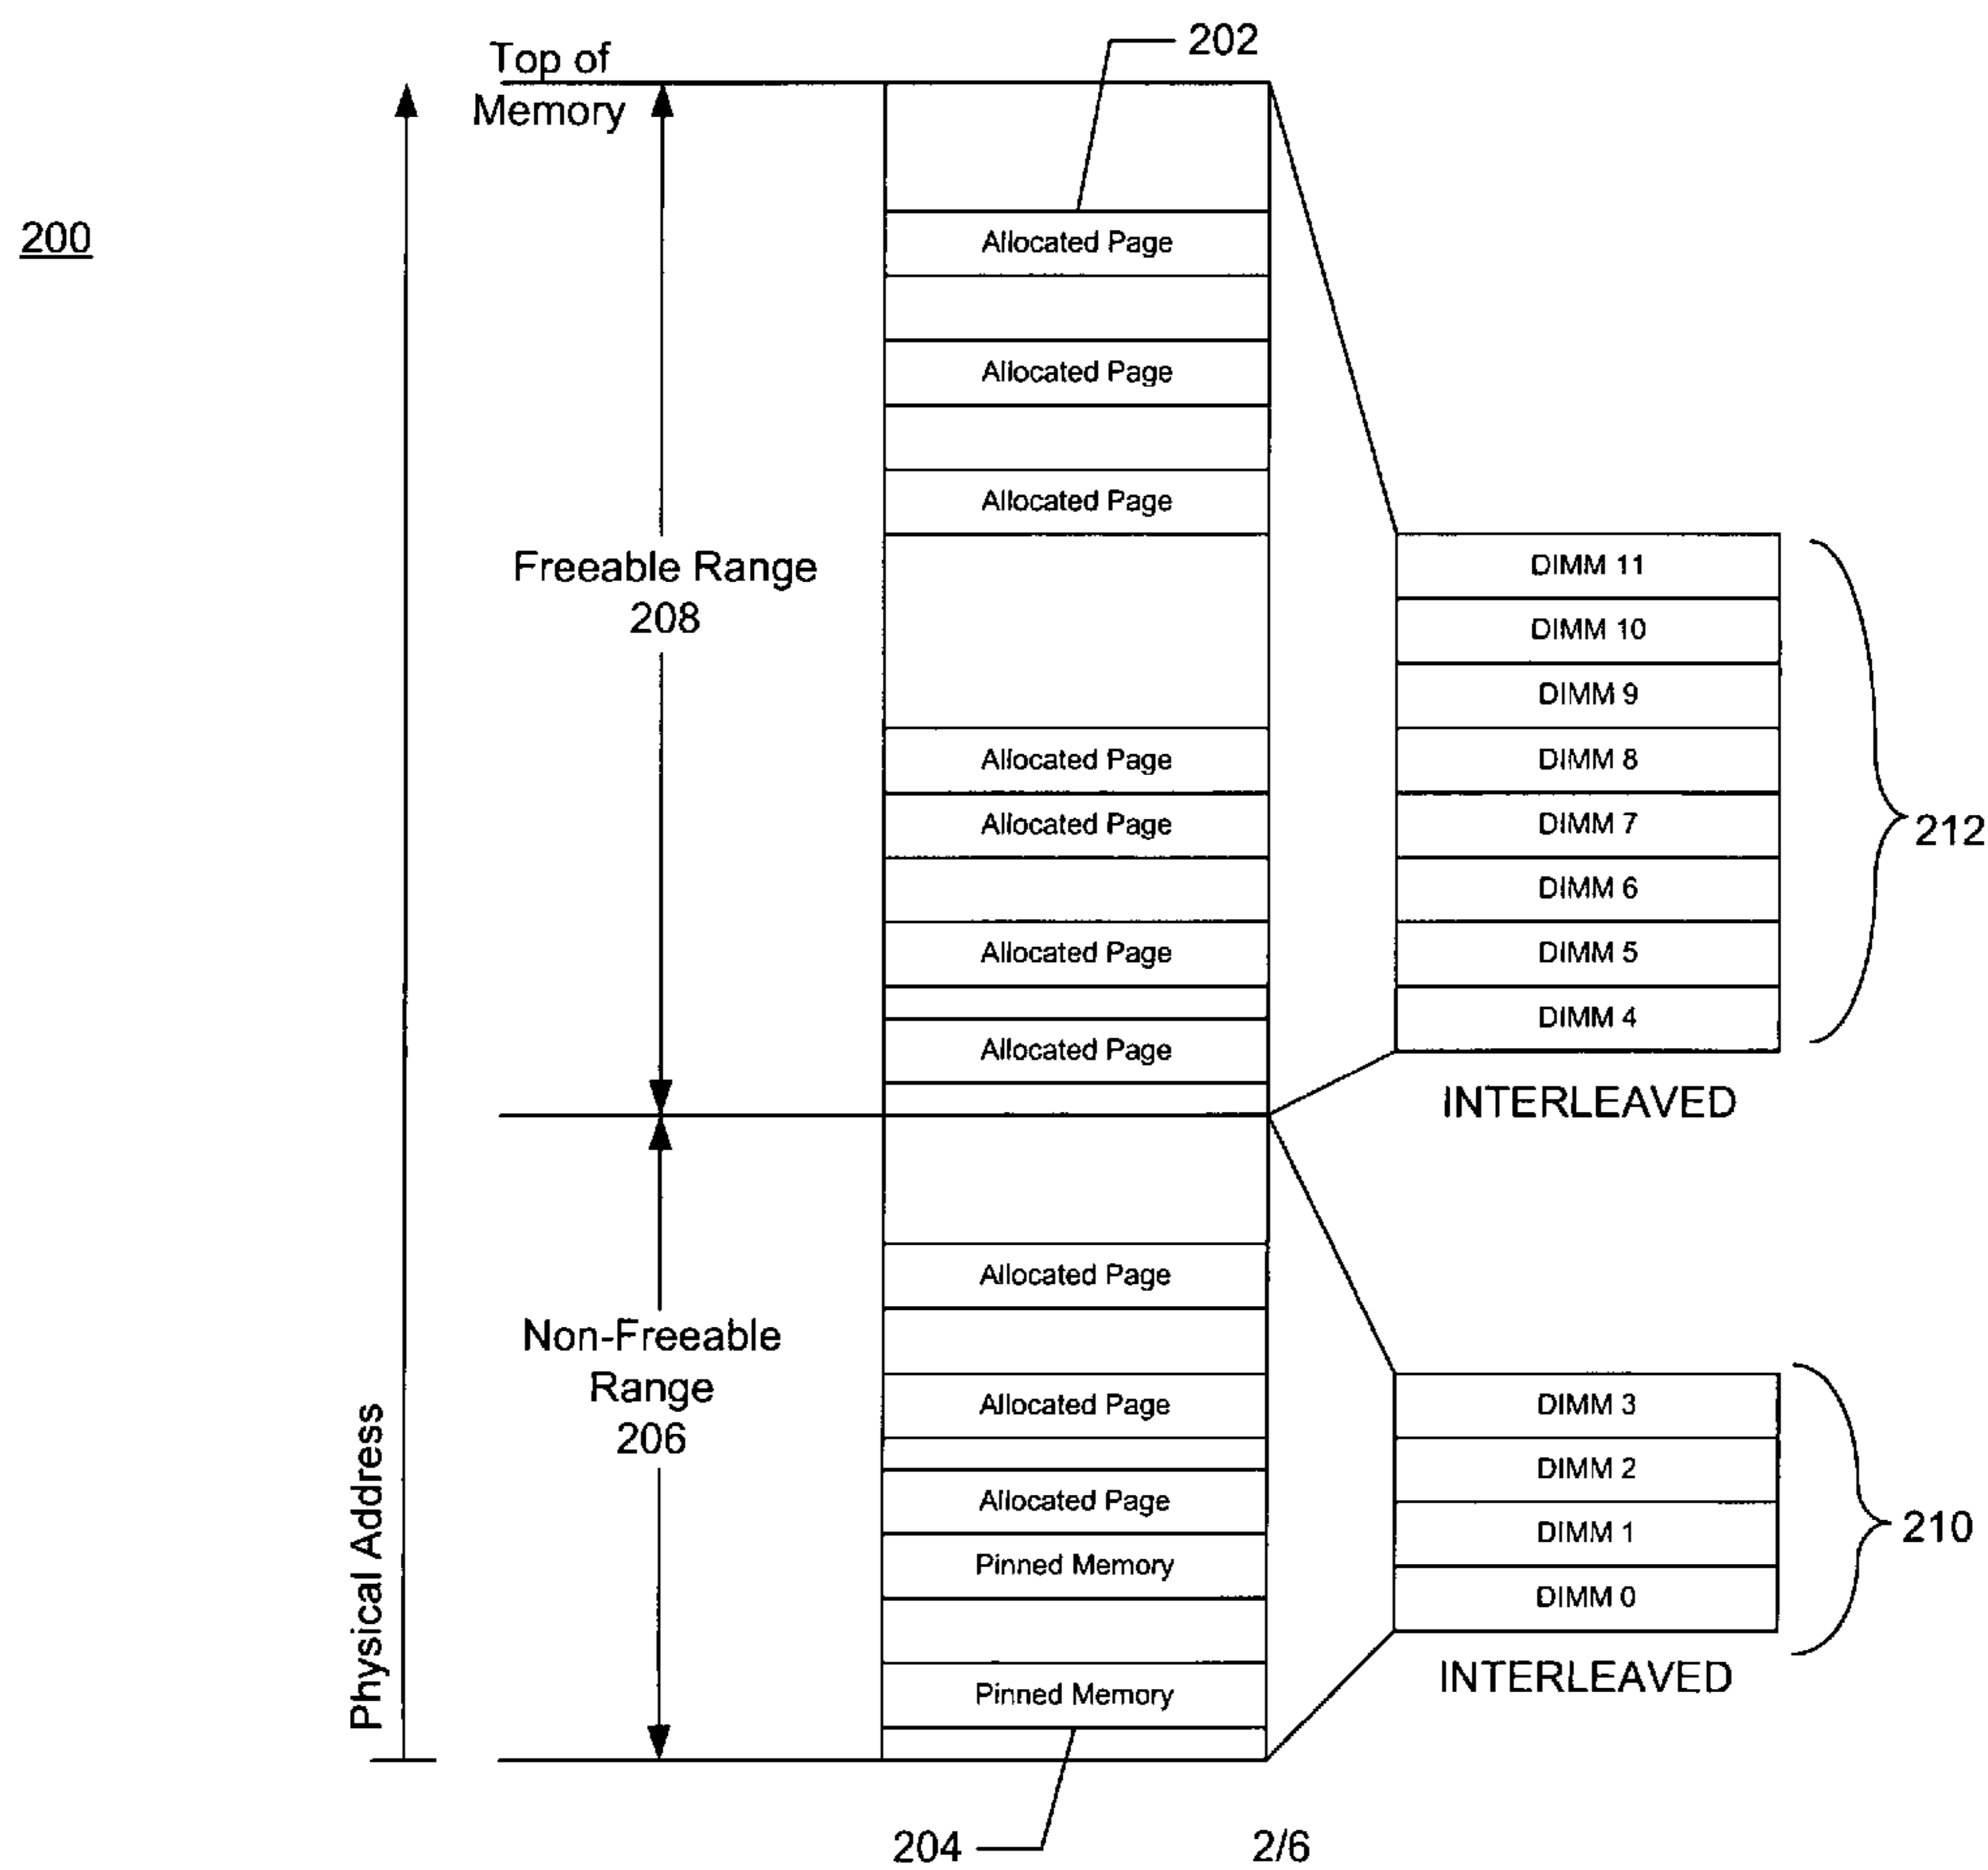 202
Top of
Memory
200
Allocated Page
Allocated Page
Allocated Page
Freeable Range
208
DIMM 11
DIMM 10
DIMM 9
Allocated Page
DIMM 8
Allocated Page
DIMM 7
212
DIMM 6
Allocated Page
DIMM 5
DIMM 4
Allocated Page
INTERLEAVED
Allocated Page
Non-Freeable
Range
206
Physical Address
Allocated Page
DIMM 3
DIMM 2
Allocated Page
DIMM 1
210
Pinned Memory
DIMM 0
INTERLEAVED
Pinned Memory
204
2/6